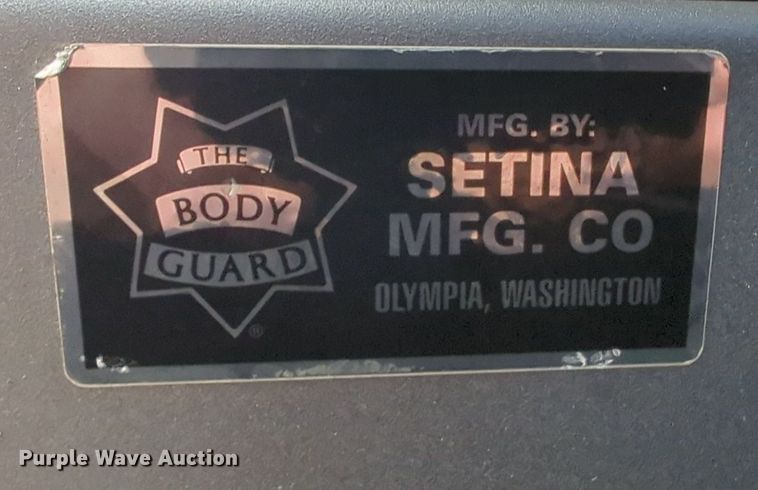 THE
BODY
GUARD
®
MFG. BY:
SETINA
MFG. CO
OLYMPIA, WASHINGTON
Purple Wave Auction